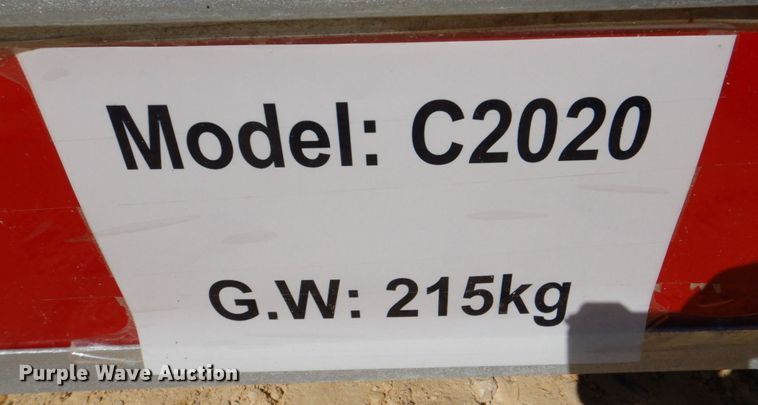 Model: C2020
G.W: 215kg
Purple Wave Auction